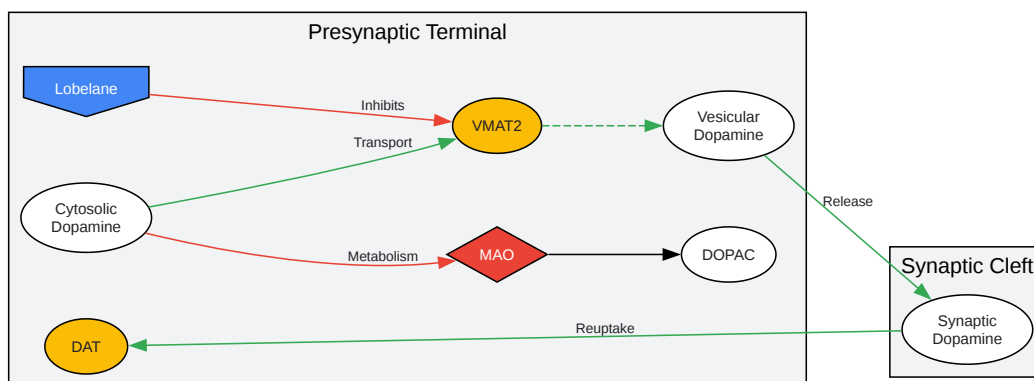 Presynaptic Terminal
Lobelane
Inhibits
VMAT2
Vesicular
Dopamine
Transport
Cytosolic
Dopamine
Release
Metabolism
MAO
DOPAC
Synaptic Cleft
Synaptic
Dopamine
Reuptake
DAT